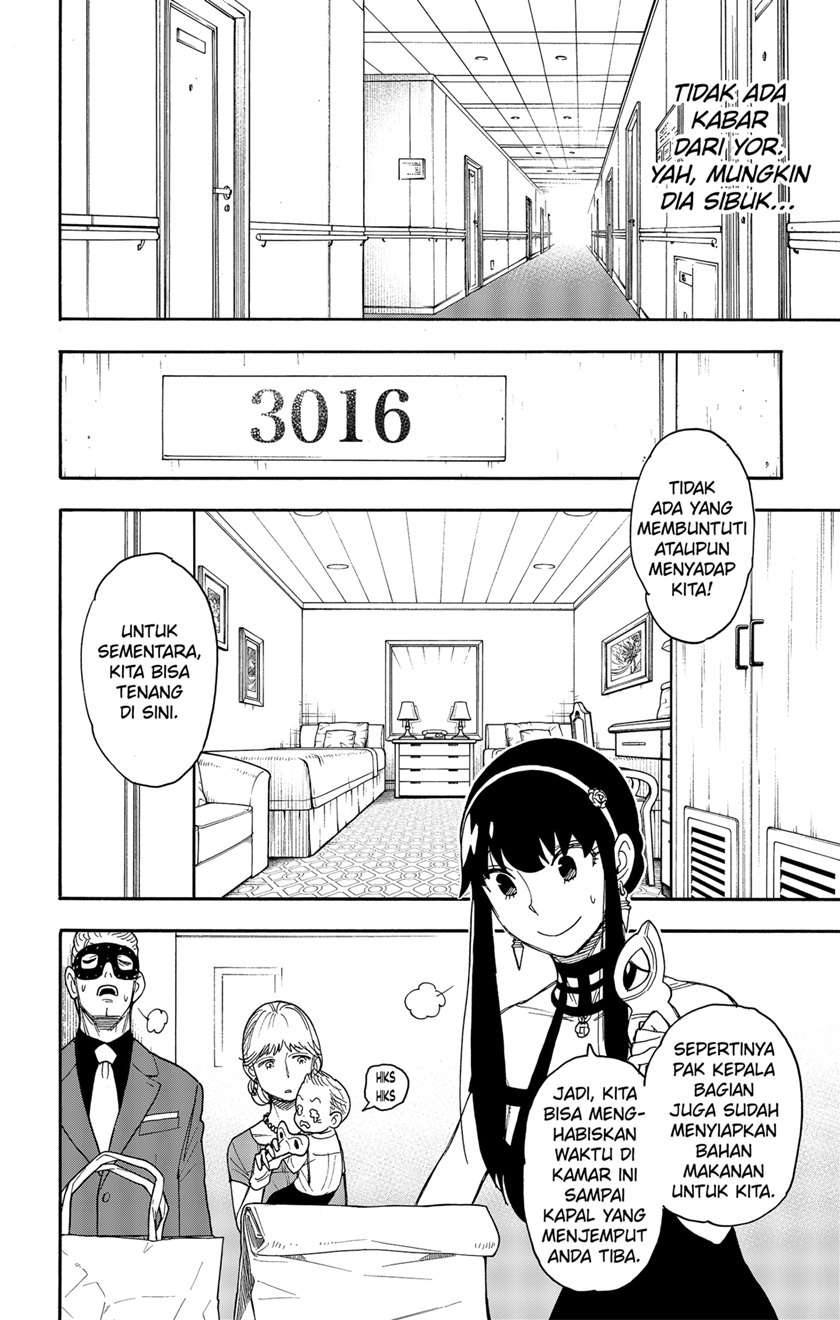 TIDAK ADA
KABAR
DARI YOR.
YAH, MUNGKIN
DIA SIBUK...
3016
TIDAK
ADA YANG
MEMBUNTUTI
ATAUPUN
MENYADAP
KITA!
UNTUK
SEMENTARA,
KITA BISA
TENANG
DI SINI.
SEPERTINYA
PAK KEPALA
BAGIAN
JUGA SUDAH
MENYIAPKAN
BAHAN
MAKANAN
UNTUK KITA.
JADI, KITA
BISA MENG-
HABISKAN
WAKTU DI
KAMAR INI
SAMPAI
KAPAL YANG
MENJEMPUT
ANDA TIBA.
HIKS
HIKS